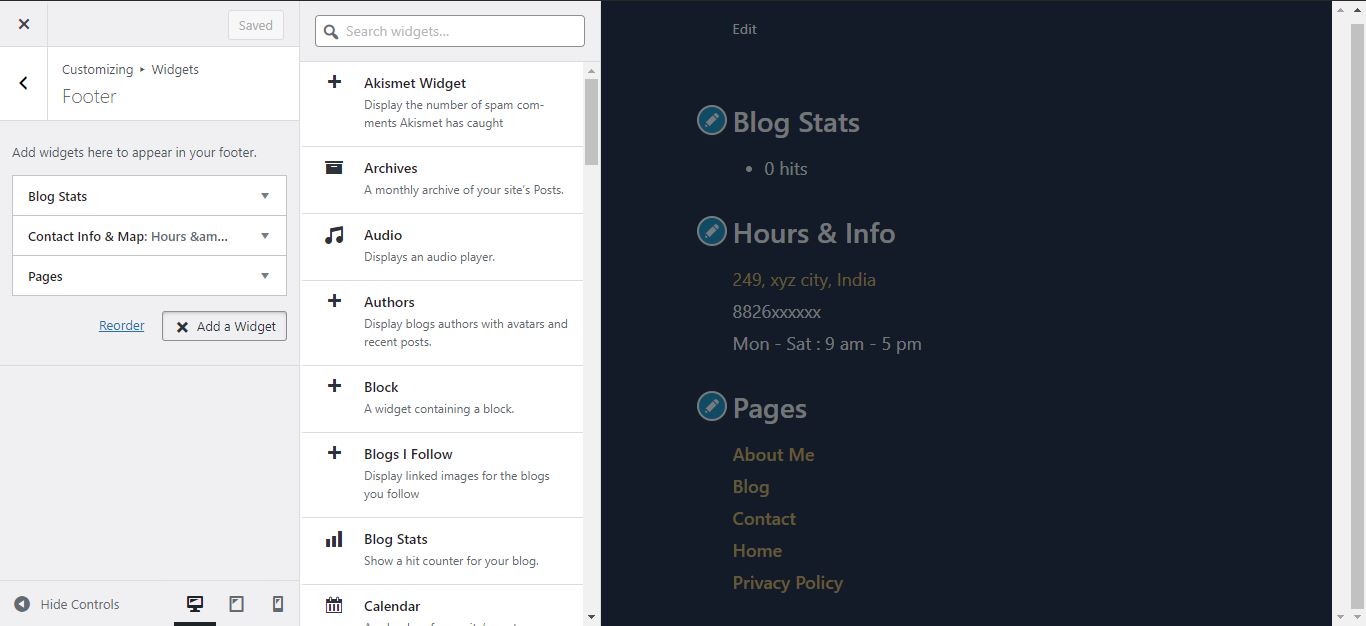 Saved
Customizing ▸ Widgets
Footer
Add widgets here to appear in your footer.
Blog Stats
Contact Info & Map: Hours &am...
Pages
Reorder
Add a Widget
Hide Controls
Search widgets...
Akismet Widget
Display the number of spam com-
ments Akismet has caught
Archives
A monthly archive of your site's Posts.
Audio
Displays an audio player.
Authors
Display blogs authors with avatars and
recent posts.
Block
A widget containing a block.
Blogs I Follow
Display linked images for the blogs
you follow
Blog Stats
Show a hit counter for your blog.
Calendar
Edit
Blog Stats
• 0 hits
Hours & Info
249, xyz city, India
8826xxxxxx
Mon - Sat : 9 am - 5 pm
Pages
About Me
Blog
Contact
Home
Privacy Policy